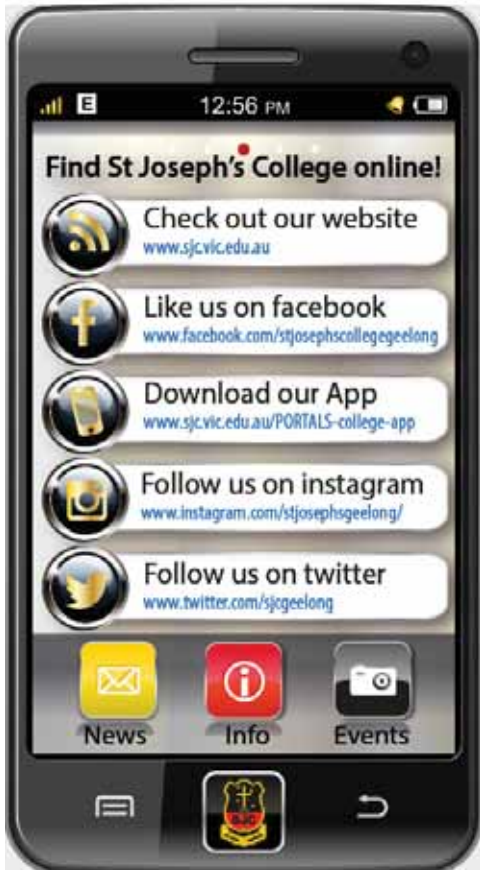 E 12:56 PM
Find St Joseph's College online!
Check out our website
www.sjc.vic.edu.au
Like us on facebook
www.facebook.com/stjosephscollegegeelong
Download our App
www.sjc.vic.edu.au/PORTALS-college-app
Follow us on instagram
www.instagram.com/stjosephsgeelong/
Follow us on twitter
www.twitter.com/sjcgeelong
News Info Events
SJC